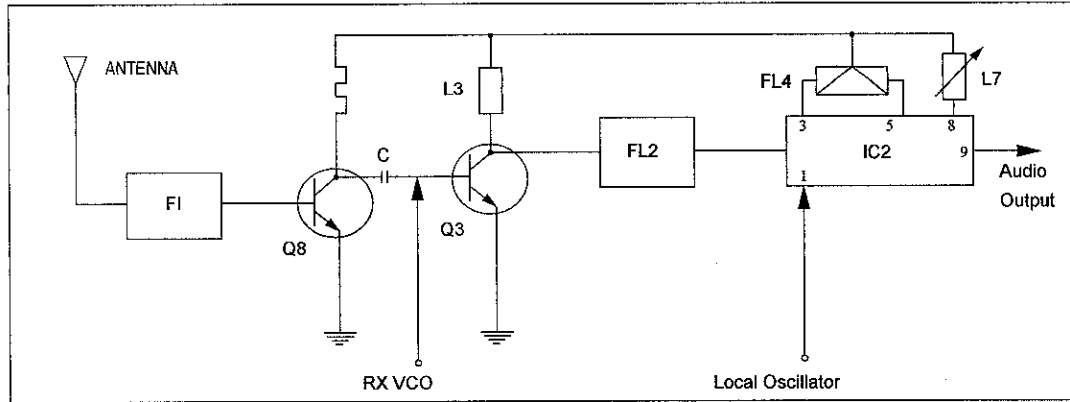 ANTENNA
L3
FL4
L7
3
5
8
C
FL2
IC2
9
1
Audio
Output
FI
Q8
Q3
RX VCO
Local Oscillator